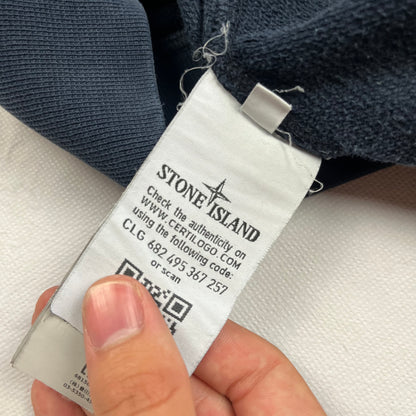 STONE ISLAND
Check the authenticity on
WWW.CERTILOGO.COM
using the following code:
CLG 682 495 367 257
or scan